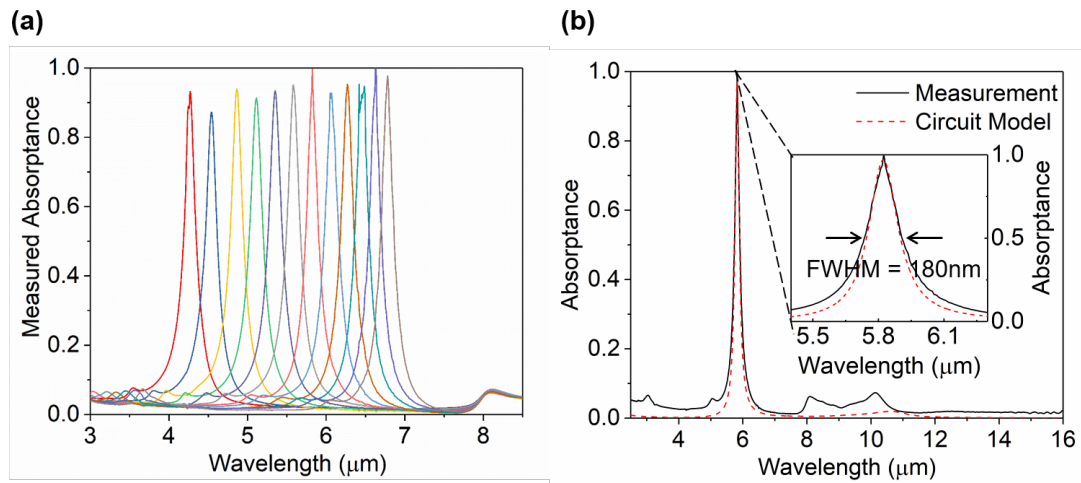 (a)
Measured Absorptance
1.0
0.8
0.6
0.4
0.2
0.0
3 4 5 6 7 8
Wavelength (μm)
(b)
Absorptance
1.0
0.8
0.6
0.4
0.2
0.0
Measurement
Circuit Model
1.0
0.5
0.0
Absorptance
FWHM = 180nm
5.5 5.8 6.1
Wavelength (μm)
4 6 8 10 12 14 16
Wavelength (μm)